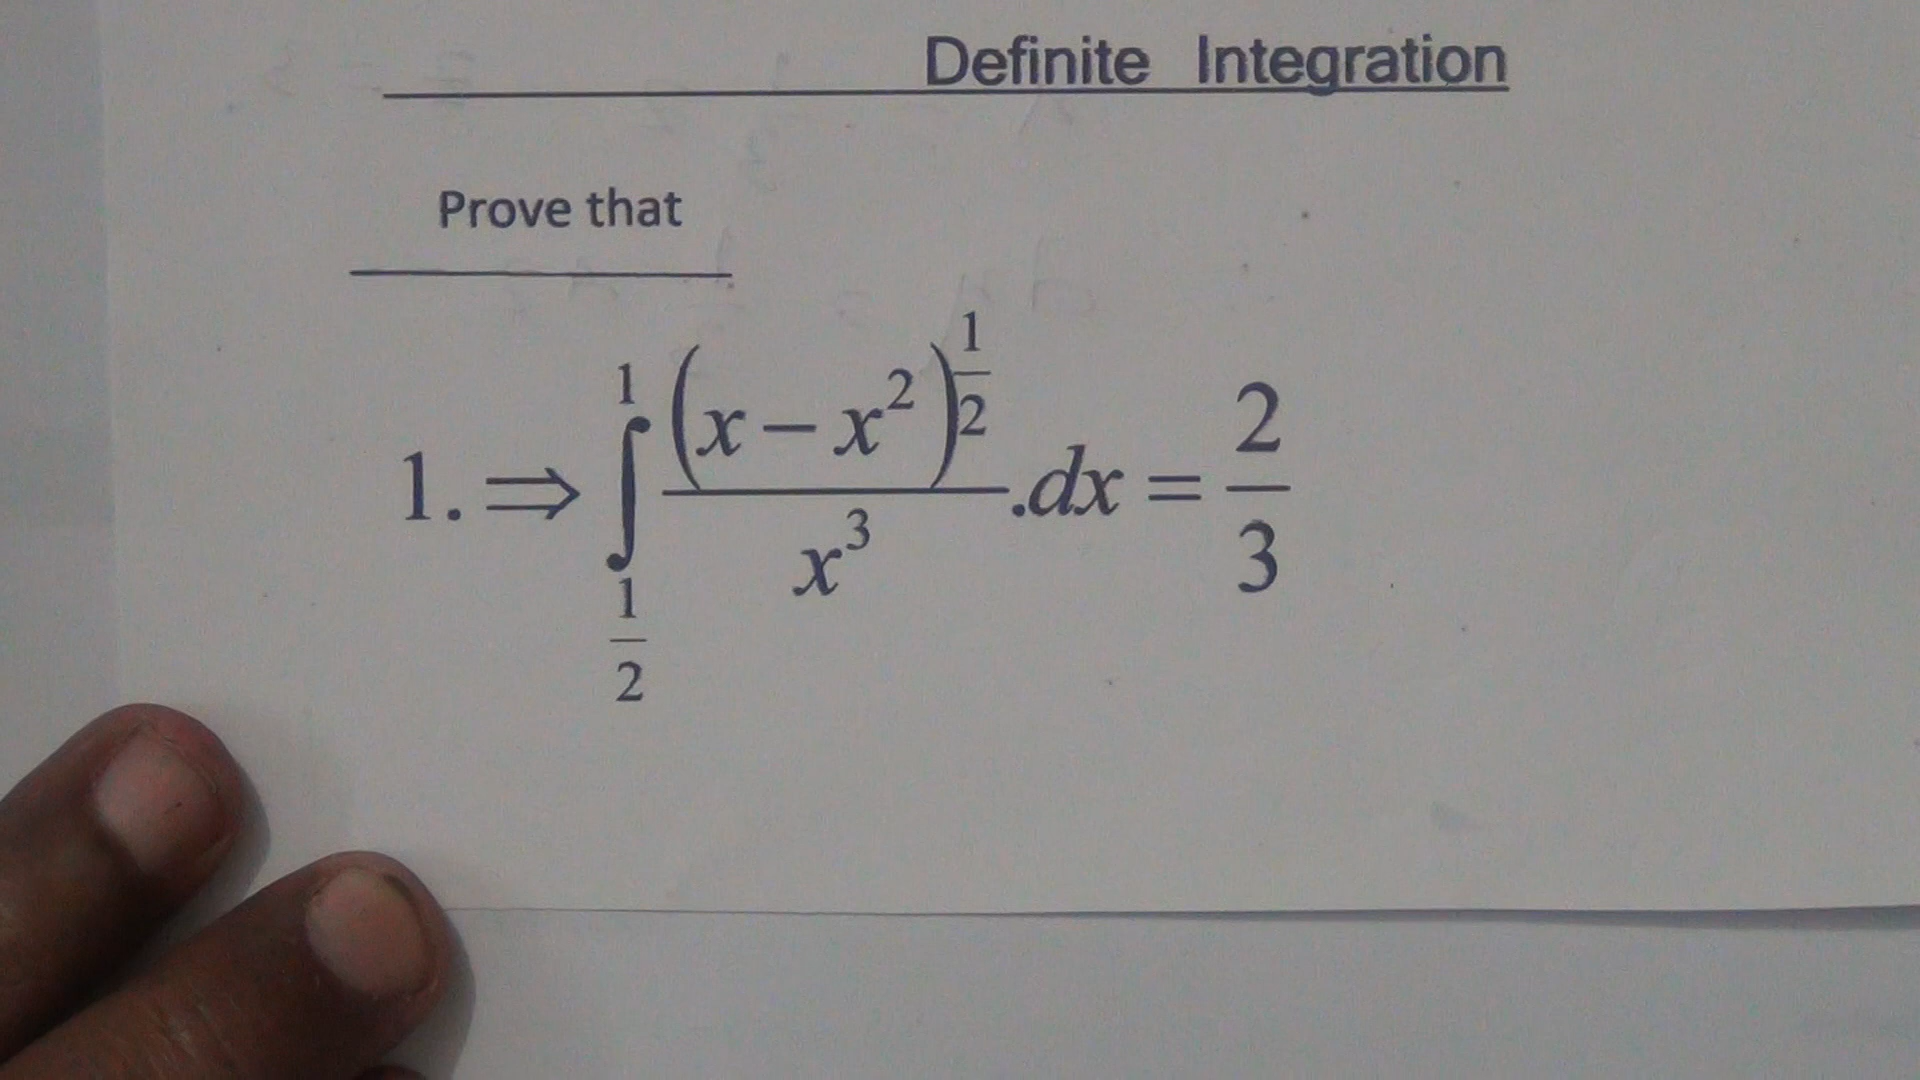 Definite Integration
Prove that
1.⇒ ∫_{1/2}^{1} (x − x²)^{1/2} / x³ .dx = 2/3